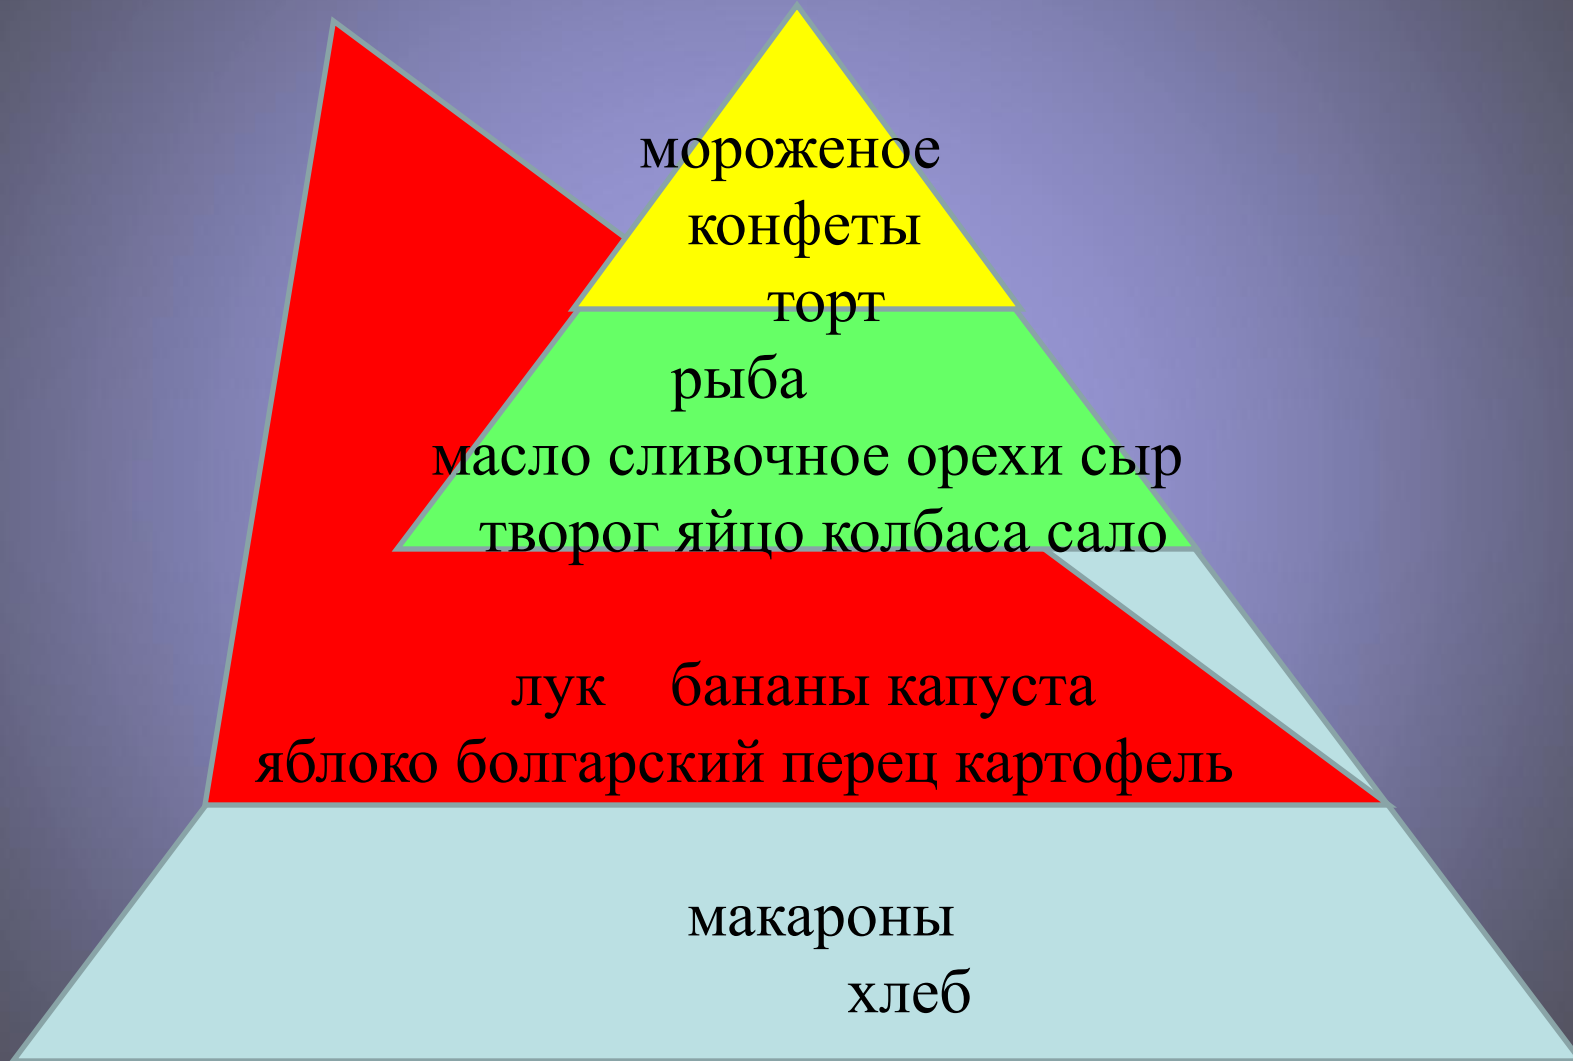 мороженое
конфеты
торт
рыба
масло сливочное орехи сыр
творог яйцо колбаса сало
лук бананы капуста
яблоко болгарский перец картофель
макароны
хлеб